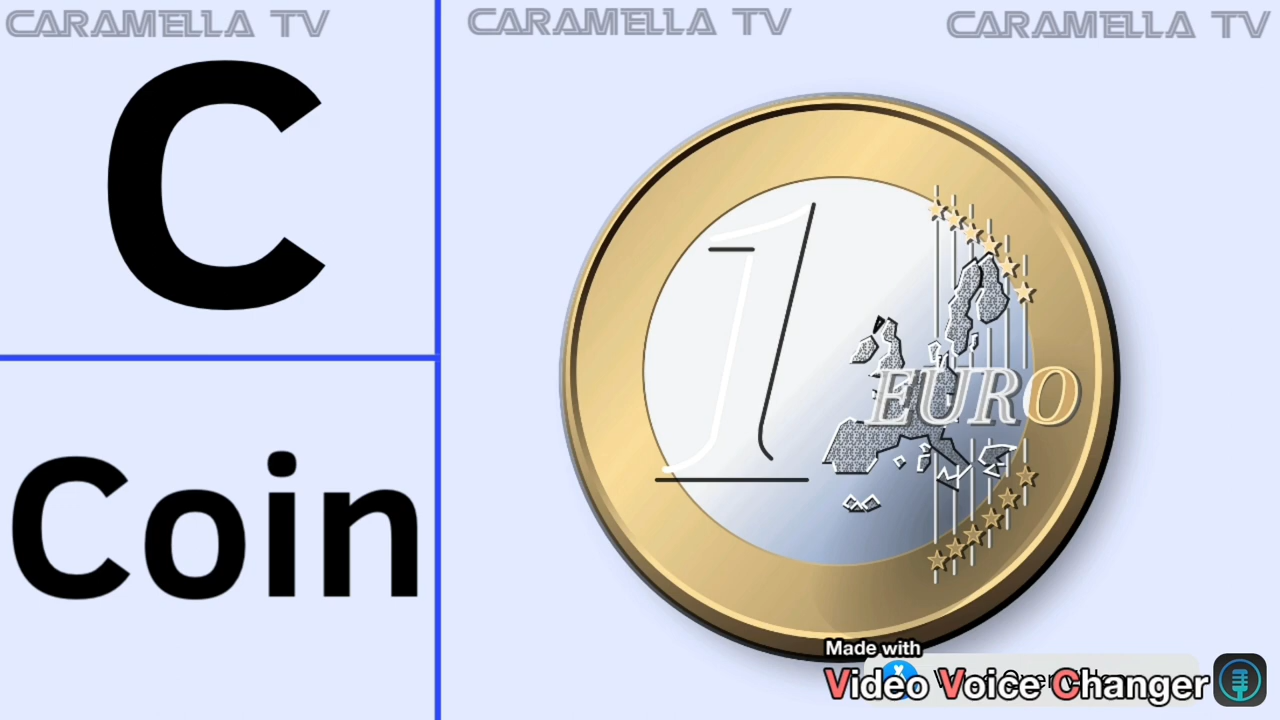 CARAMELLA TV
CARAMELLA TV
CARAMELLA TV
C
Coin
1
EURO
Made with
Video Voice Changer